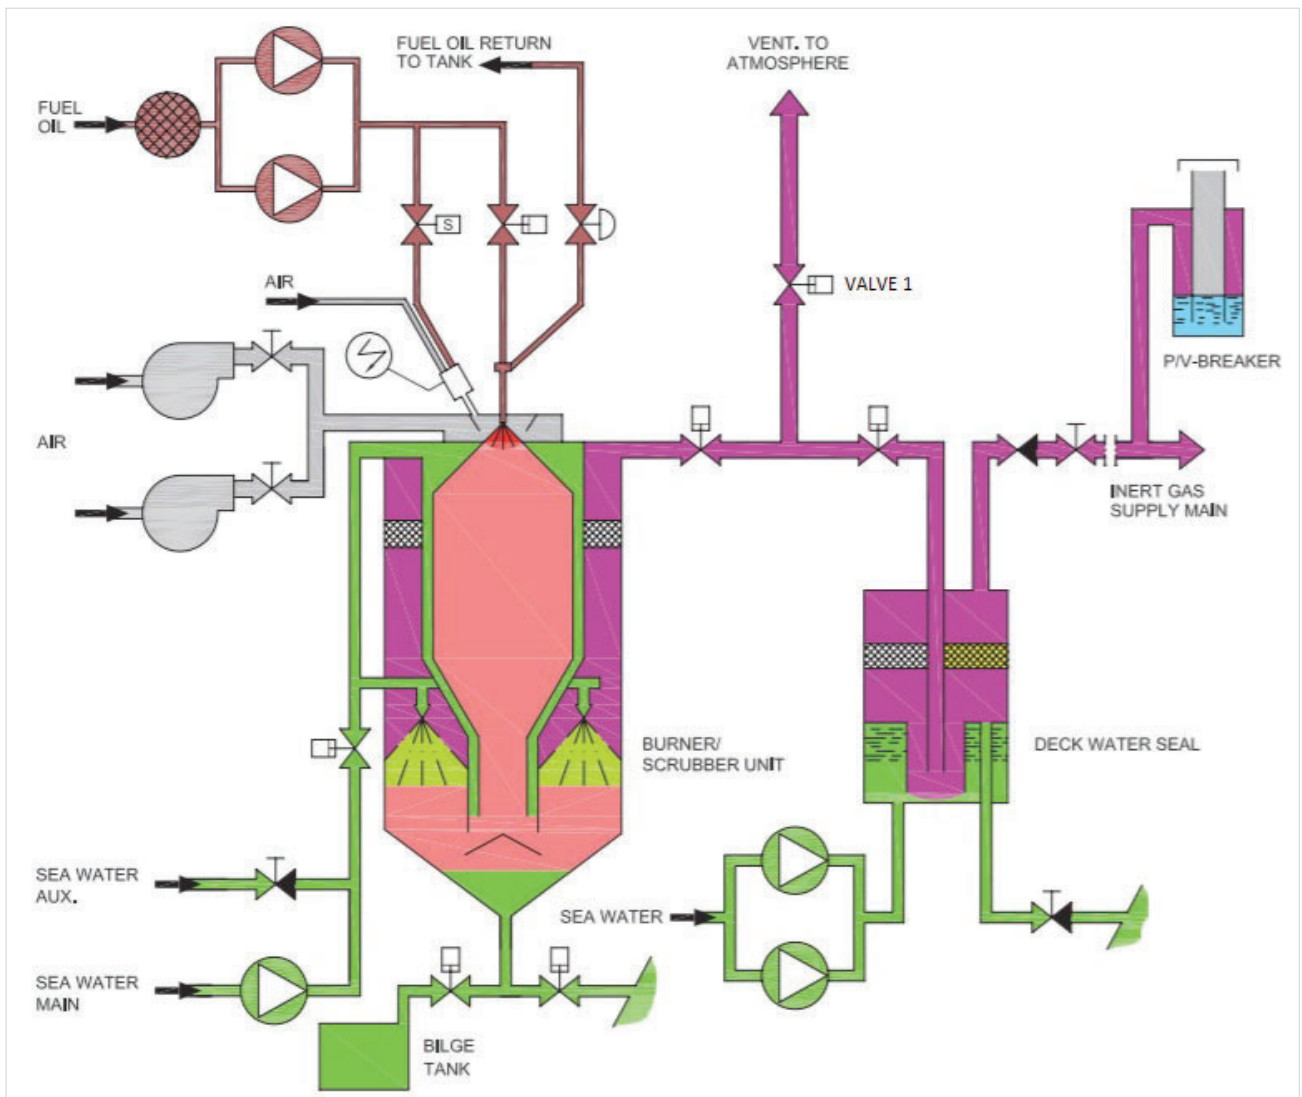 FUEL OIL RETURN
TO TANK
VENT. TO
ATMOSPHERE
FUEL
OIL
S
AIR
VALVE 1
P/V-BREAKER
AIR
INERT GAS
SUPPLY MAIN
BURNER/
SCRUBBER UNIT
DECK WATER SEAL
SEA WATER
AUX.
SEA WATER
SEA WATER
MAIN
BILGE
TANK